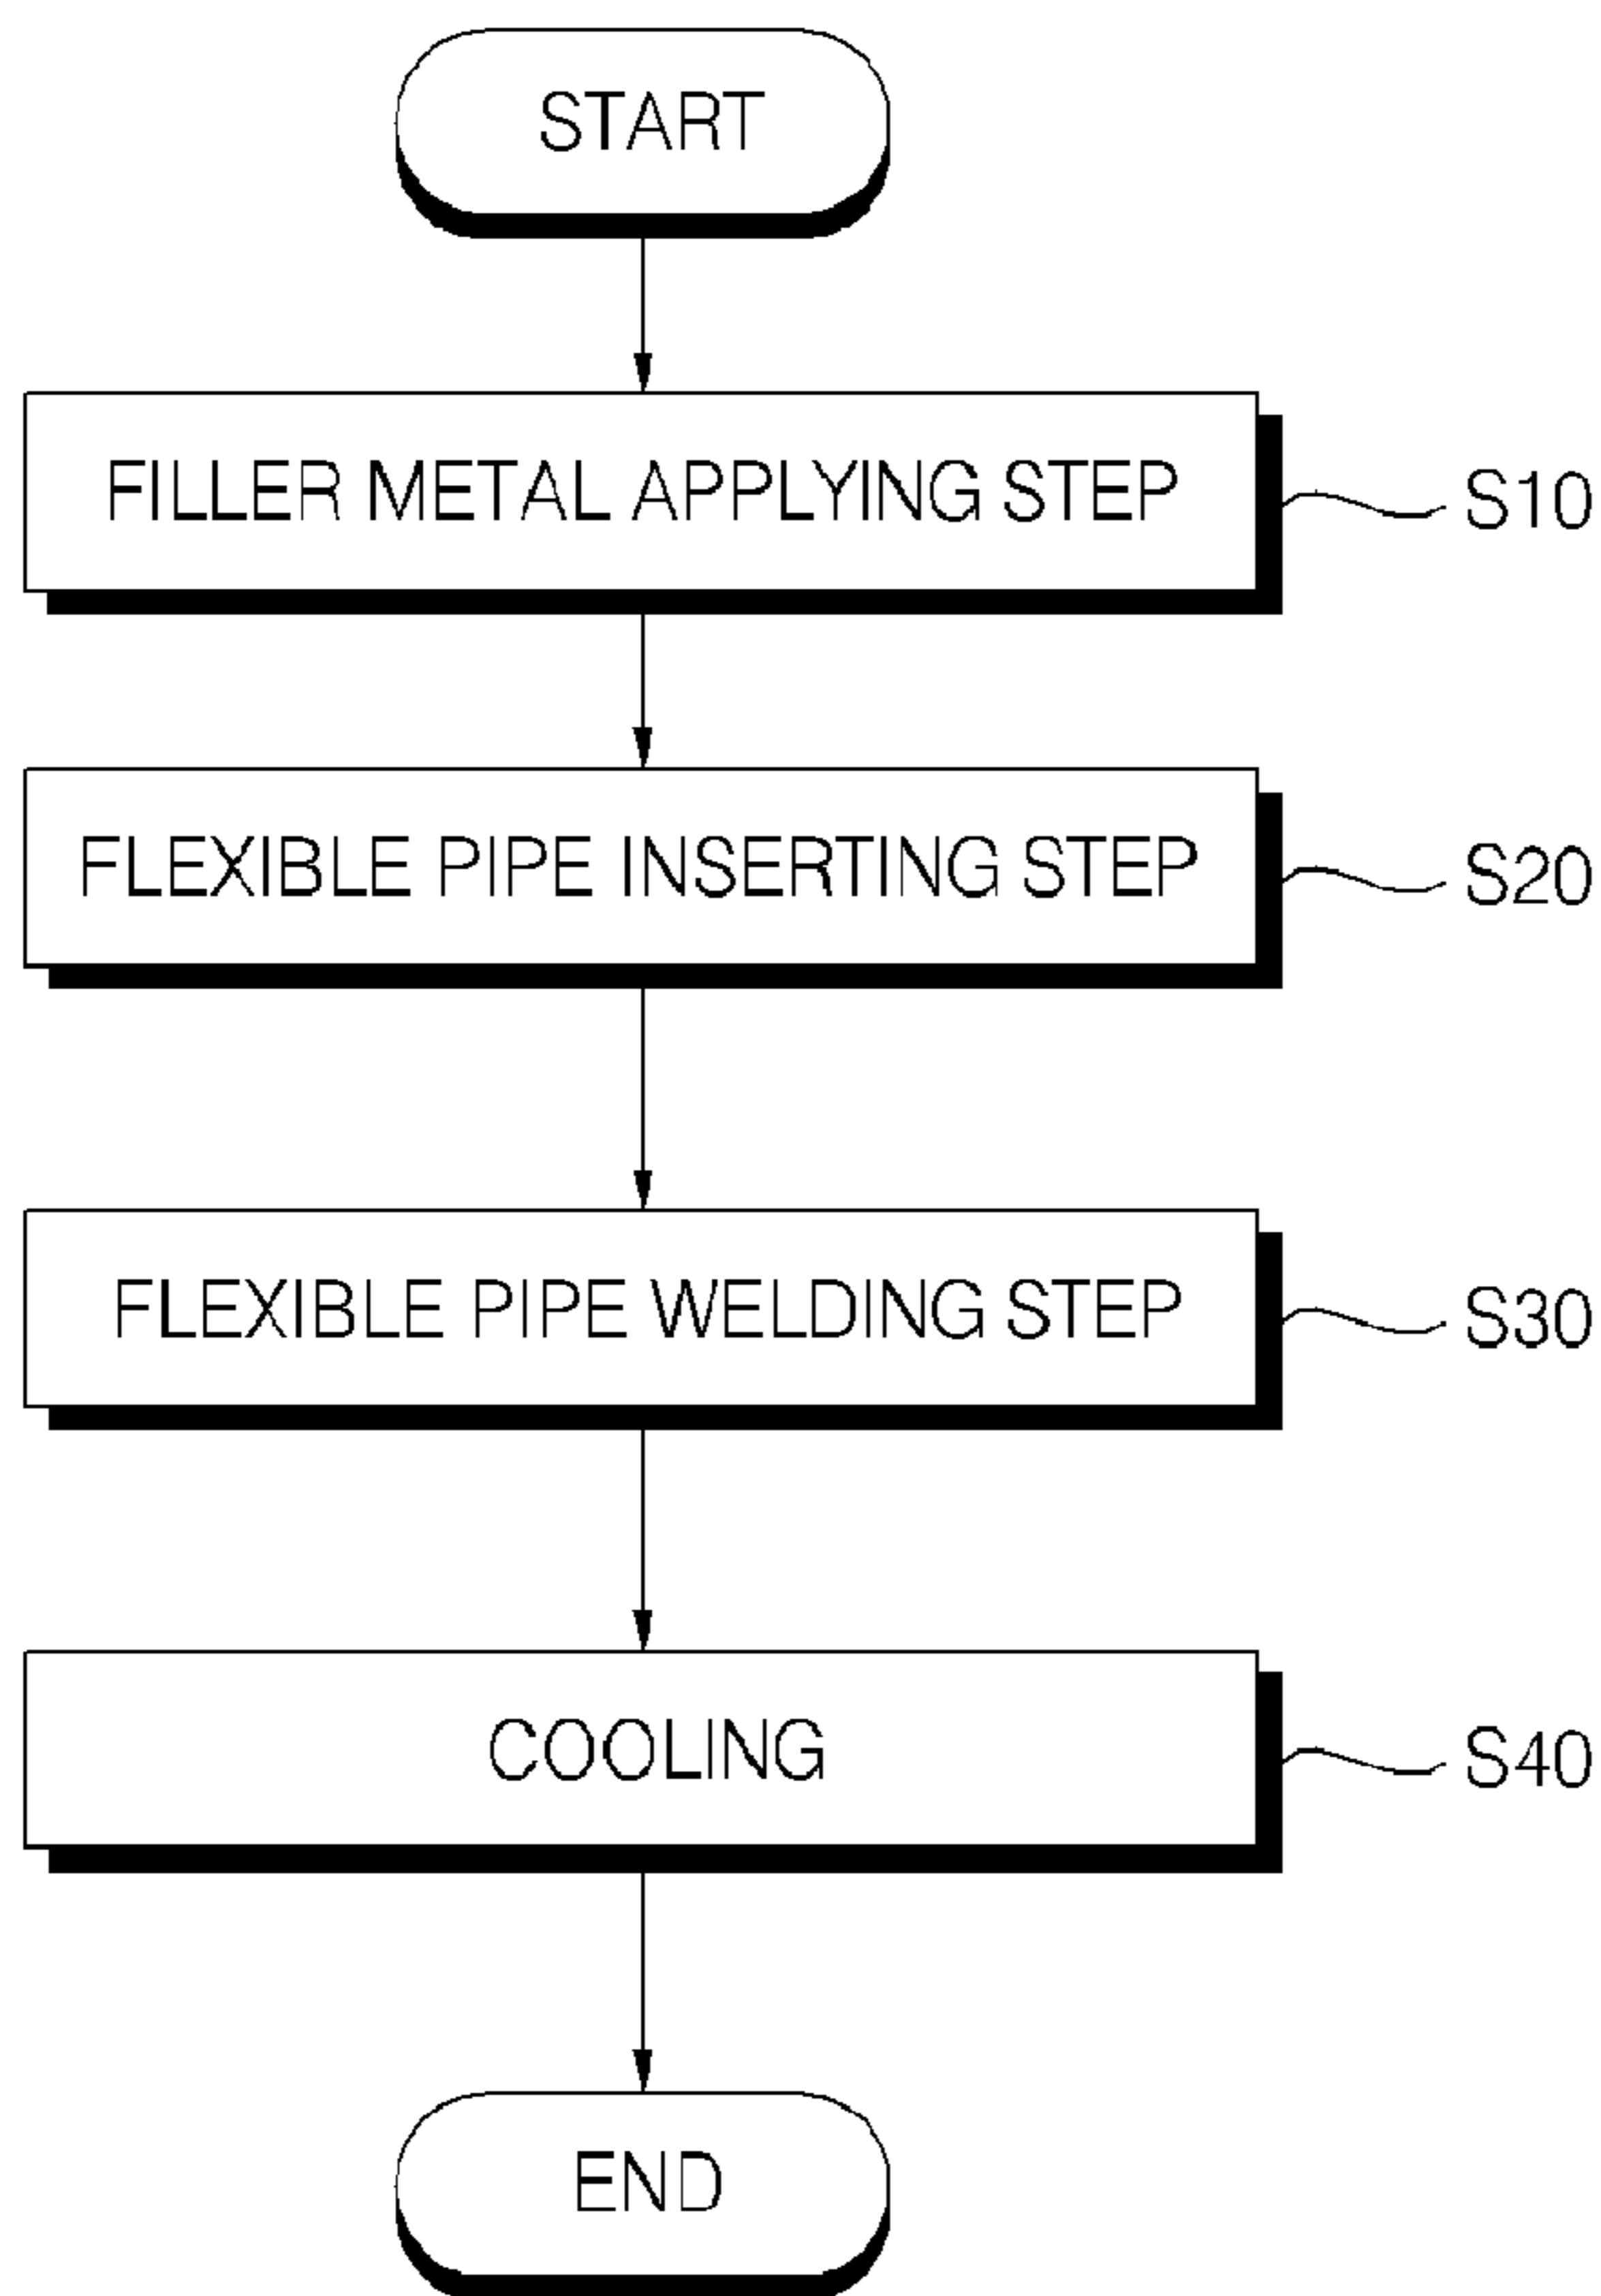 START
FILLER METAL APPLYING STEP
S10
FLEXIBLE PIPE INSERTING STEP
S20
FLEXIBLE PIPE WELDING STEP
S30
COOLING
S40
END